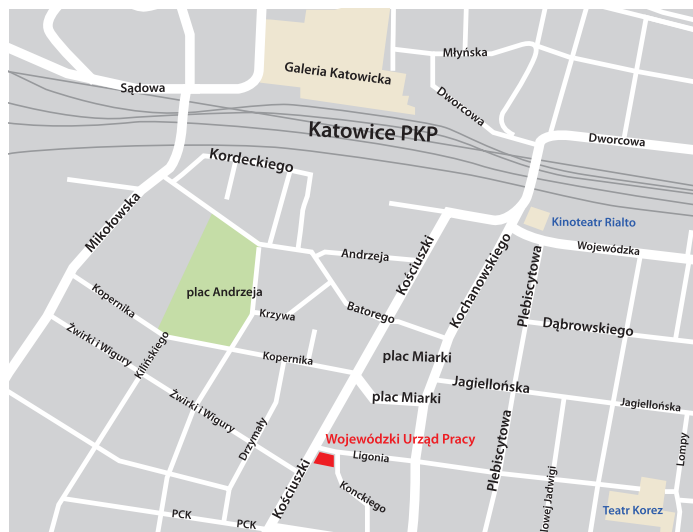 Młyńska
Galeria Katowicka
Sądowa
Dworcowa
Katowice PKP
Dworcowa
Kordeckiego
Mikołowska
Kinoteatr Rialto
Kościuszki
Kochanowskiego
Wojewódzka
Andrzeja
Plebiscytowa
plac Andrzeja
Kopernika
Krzywa
Batorego
Dąbrowskiego
Żwirki i Wigury
Kilińskiego
Kopernika
plac Miarki
Jagiellońska
Żwirki i Wigury
plac Miarki
Jagiellońska
Drzymały
Wojewódzki Urząd Pracy
Plebiscytowa
Lompy
Ligonia
Kościuszki
Konckiego
lowej Jadwigi
Teatr Korez
PCK
PCK